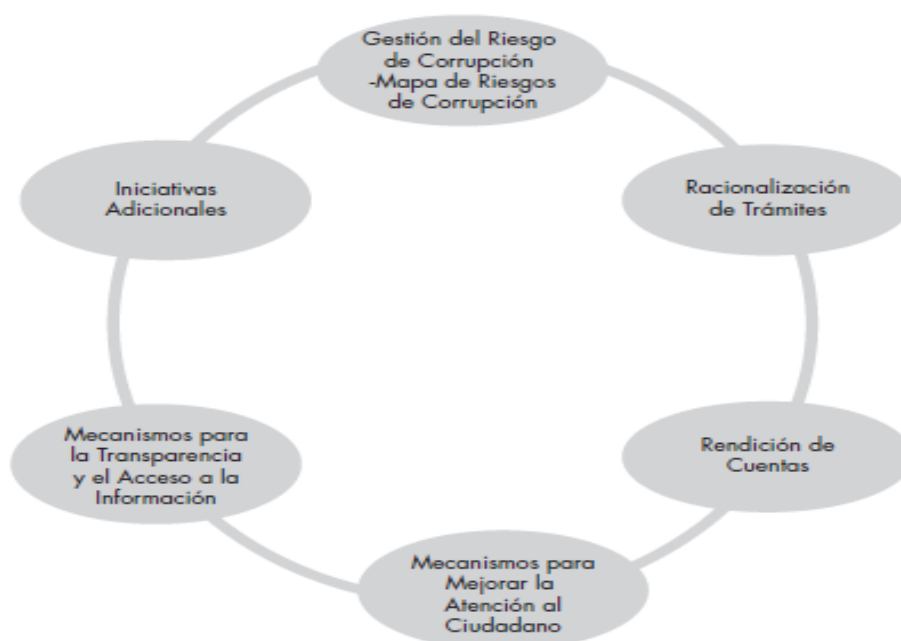 Gestión del Riesgo
de Corrupción
-Mapa de Riesgos
de Corrupción
Racionalización
de Trámites
Rendición de
Cuentas
Mecanismos para
Mejorar la
Atención al
Ciudadano
Mecanismos para
la Transparencia
y el Acceso a la
Información
Iniciativas
Adicionales